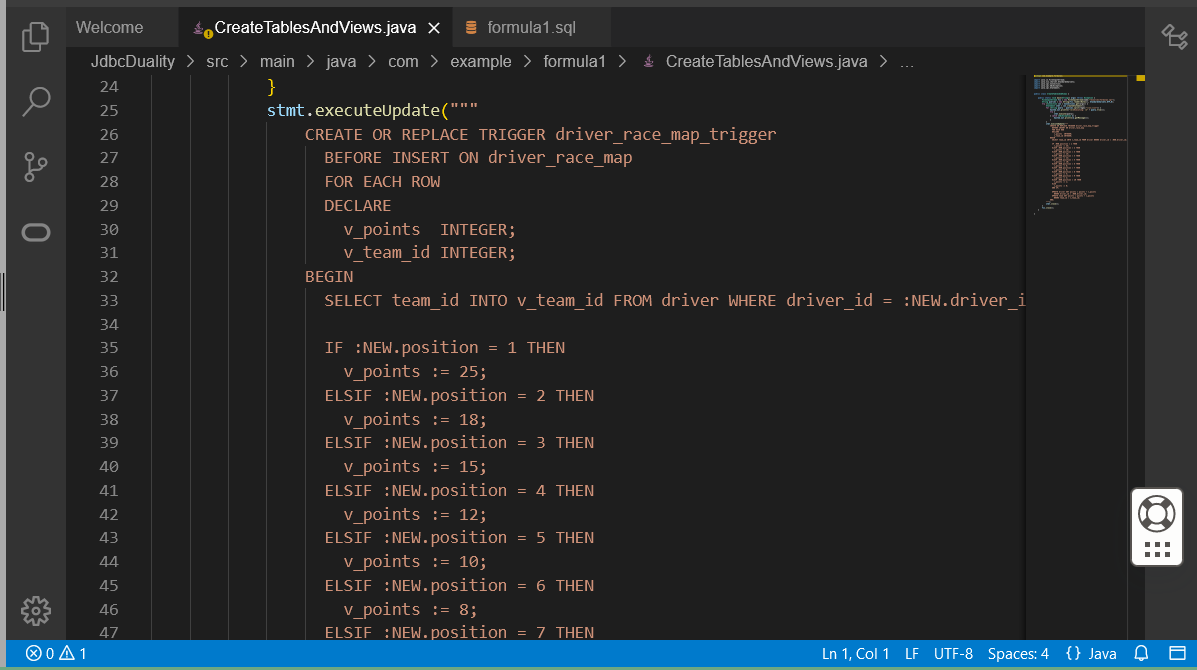 Welcome
CreateTablesAndViews.java
formula1.sql
JdbcDuality > src > main > java > com > example > formula1 > CreateTablesAndViews.java > ...
24 }
25 stmt.executeUpdate("""
26 CREATE OR REPLACE TRIGGER driver_race_map_trigger
27 BEFORE INSERT ON driver_race_map
28 FOR EACH ROW
29 DECLARE
30 v_points  INTEGER;
31 v_team_id INTEGER;
32 BEGIN
33 SELECT team_id INTO v_team_id FROM driver WHERE driver_id = :NEW.driver_i
34
35 IF :NEW.position = 1 THEN
36 v_points := 25;
37 ELSIF :NEW.position = 2 THEN
38 v_points := 18;
39 ELSIF :NEW.position = 3 THEN
40 v_points := 15;
41 ELSIF :NEW.position = 4 THEN
42 v_points := 12;
43 ELSIF :NEW.position = 5 THEN
44 v_points := 10;
45 ELSIF :NEW.position = 6 THEN
46 v_points := 8;
47 ELSIF :NEW.position = 7 THEN
0 1 Ln 1, Col 1 LF UTF-8 Spaces: 4 {} Java